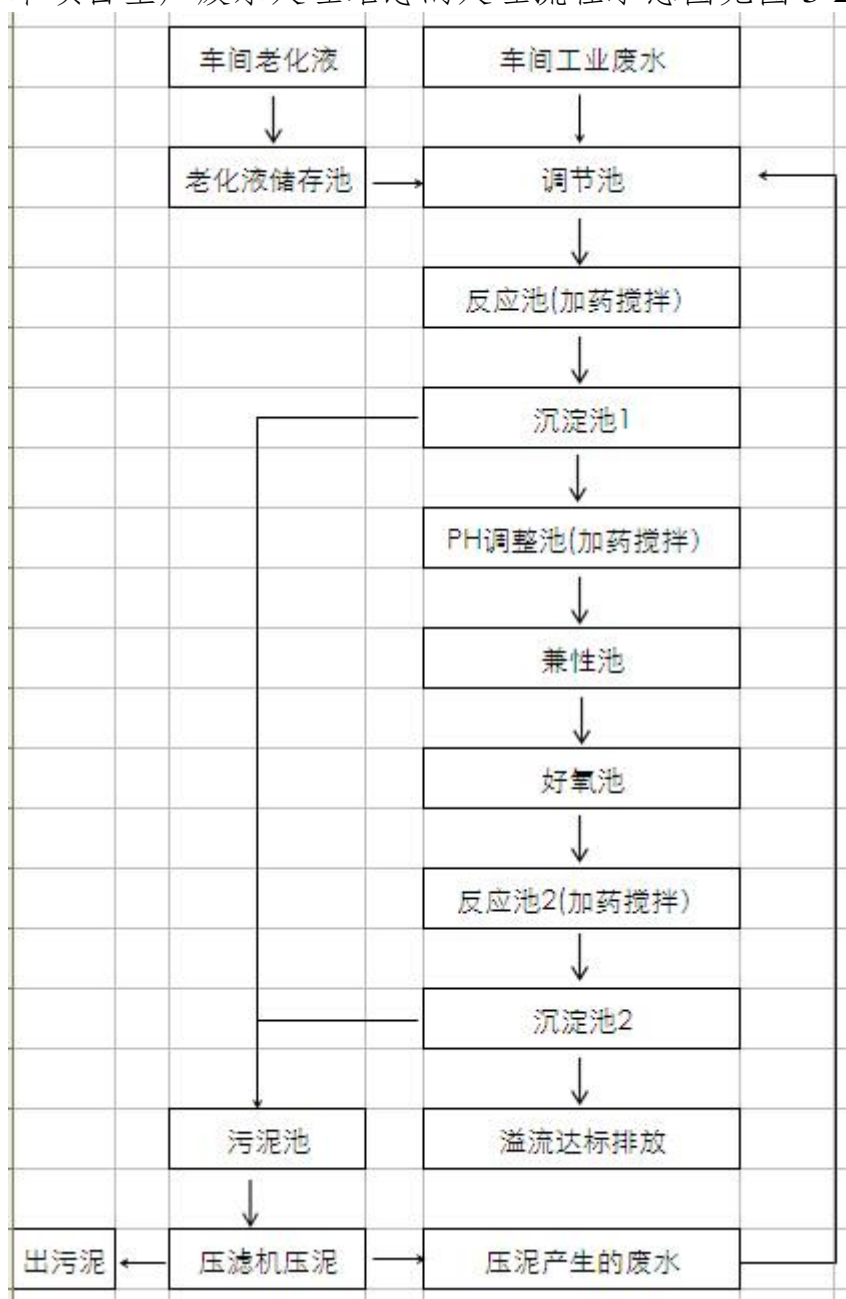 车间老化液 车间工业废水
老化液储存池 调节池
反应池(加药搅拌)
沉淀池1
PH调整池(加药搅拌)
兼性池
好氧池
反应池2(加药搅拌)
沉淀池2
污泥池 溢流达标排放
出污泥 压滤机压泥 压泥产生的废水